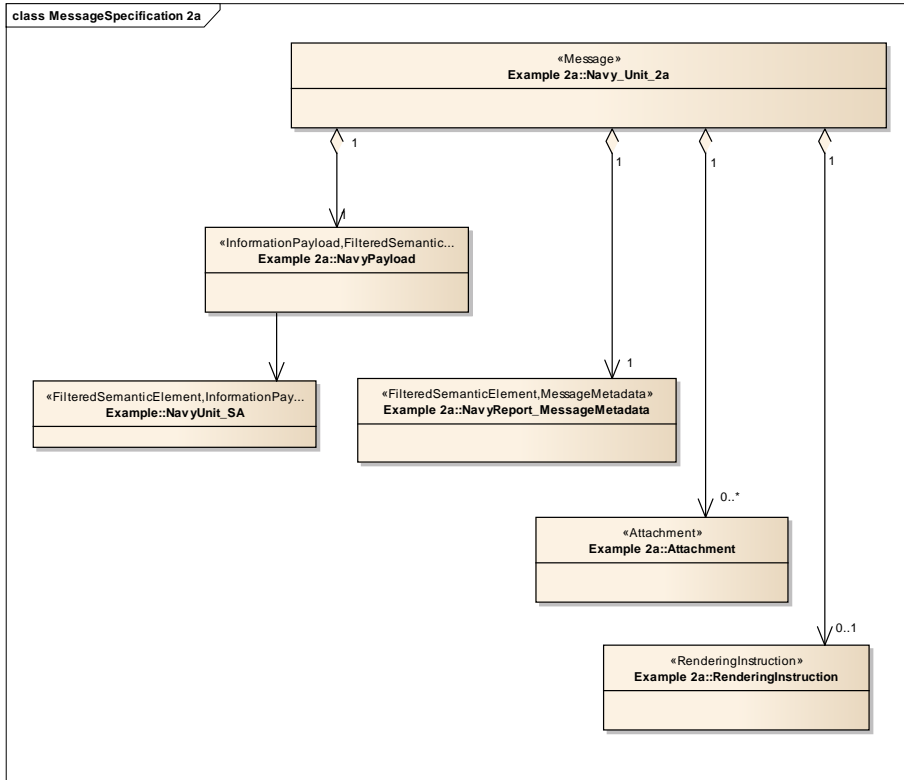 class MessageSpecification 2a
«Message»
Example 2a::Navy_Unit_2a
1
1
1
1
1
«InformationPayload,FilteredSemantic...
Example 2a::NavyPayload
1
«FilteredSemanticElement,InformationPay...
Example::NavyUnit_SA
«FilteredSemanticElement,MessageMetadata»
Example 2a::NavyReport_MessageMetadata
0..*
«Attachment»
Example 2a::Attachment
0..1
«RenderingInstruction»
Example 2a::RenderingInstruction